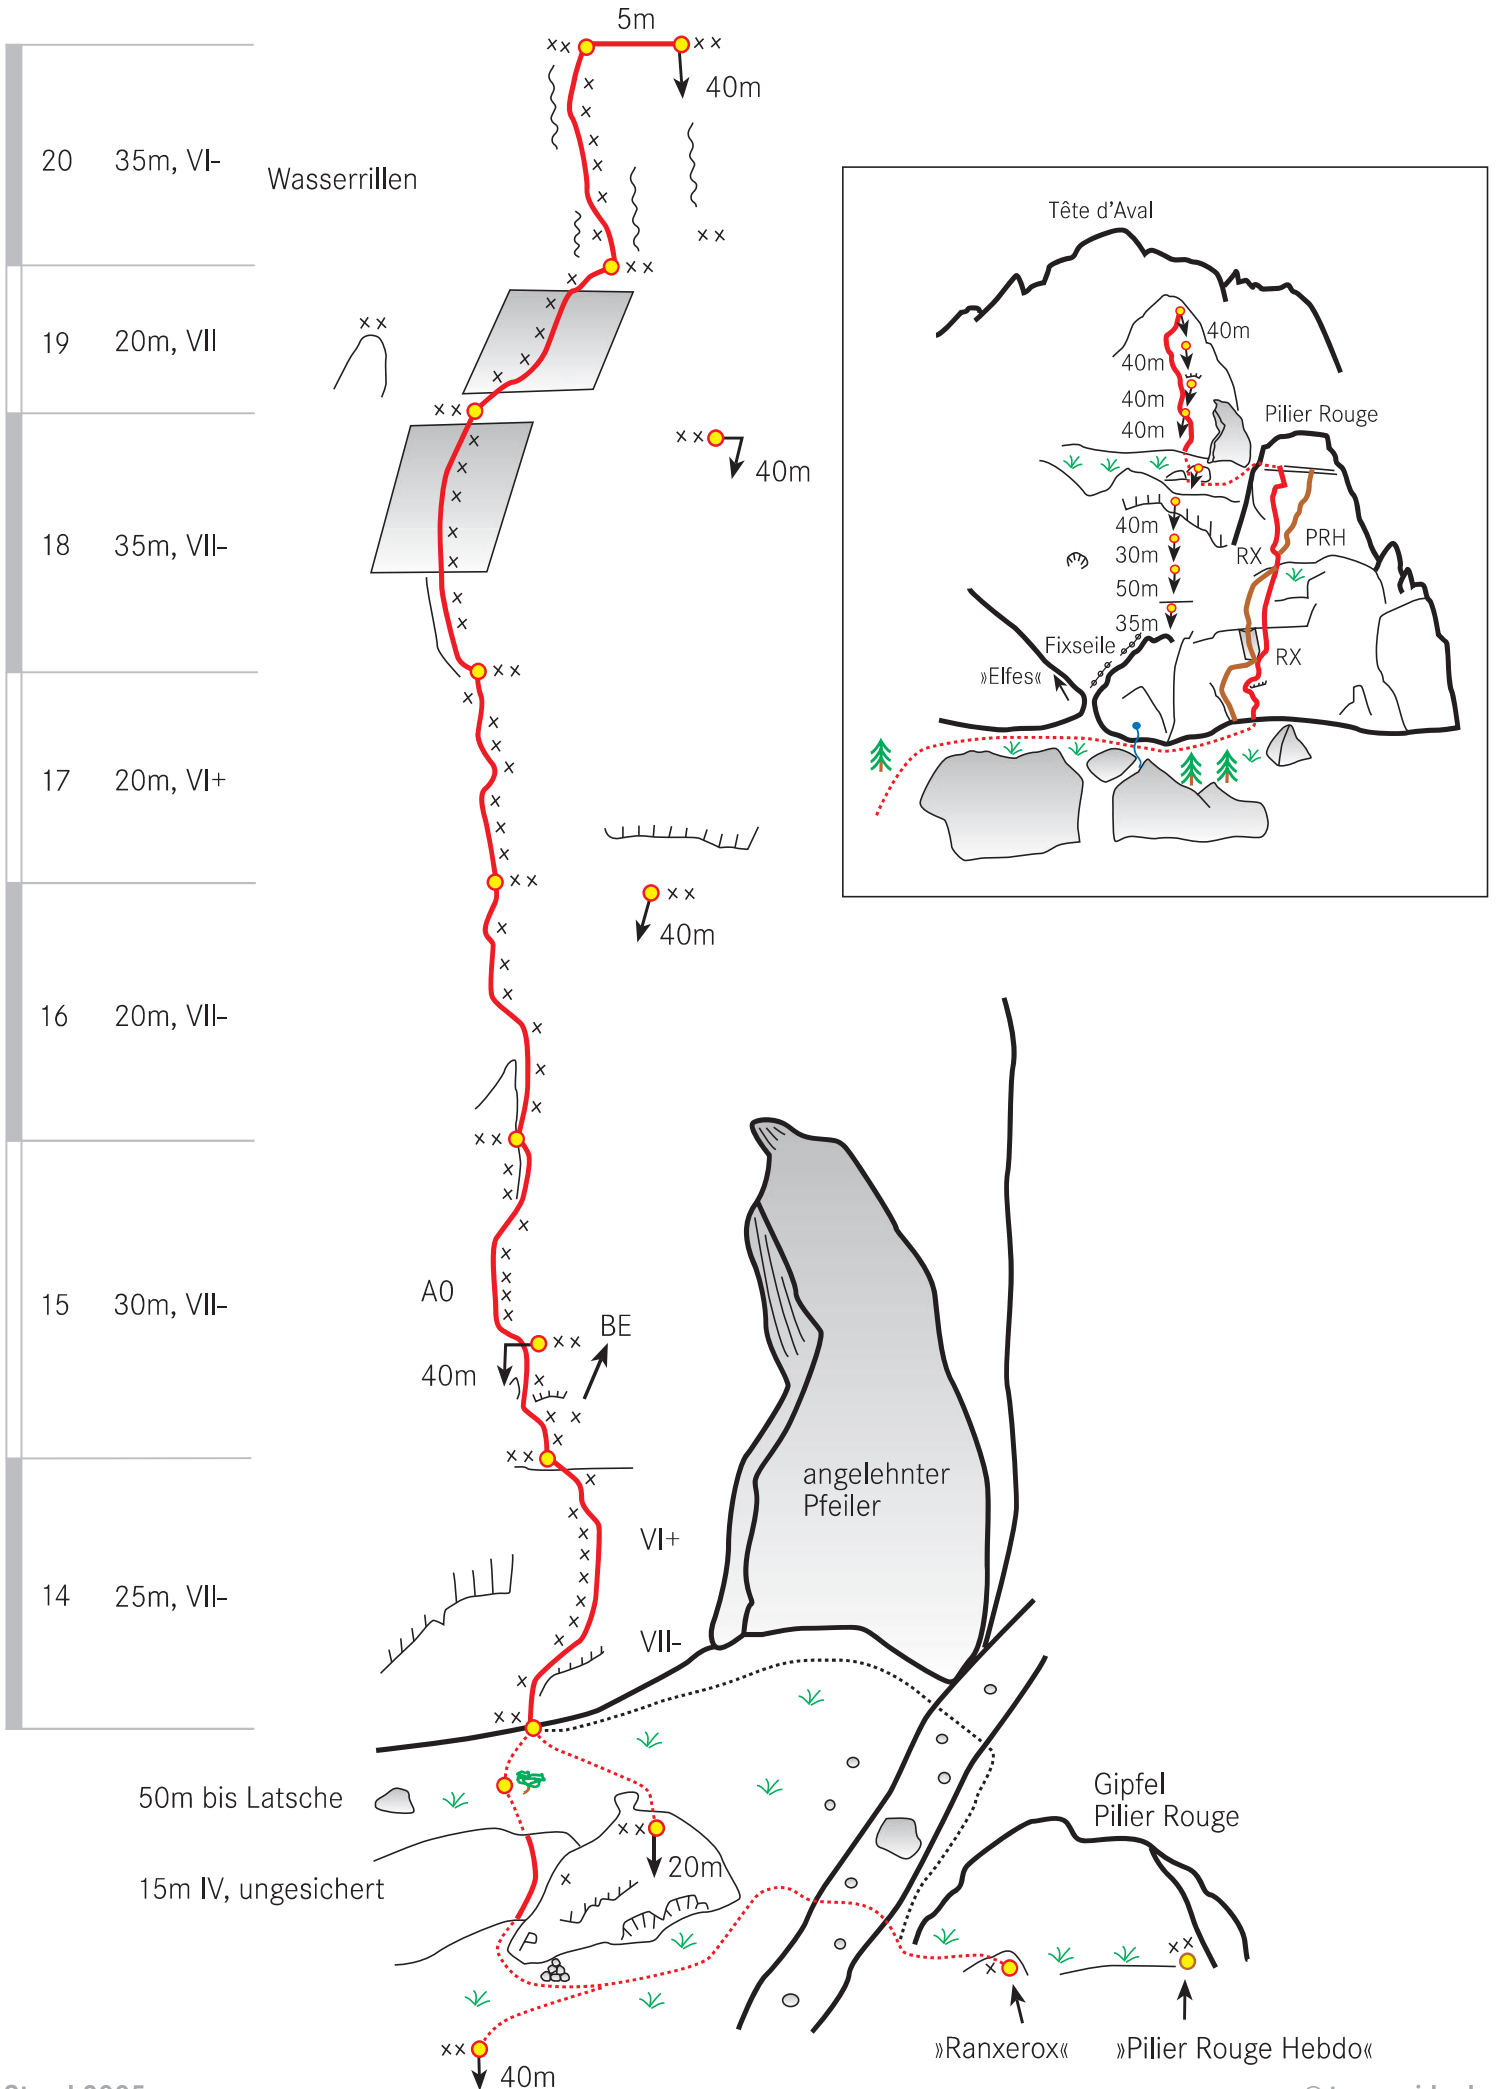 5m
40m
20 35m, VI-
Wasserrillen
19 20m, VII
40m
18 35m, VII-
17 20m, VI+
40m
16 20m, VII-
15 30m, VII-
A0
BE
40m
angelehnter
Pfeiler
VI+
14 25m, VII-
VII-
50m bis Latsche
15m IV, ungesichert
20m
P
40m
Gipfel
Pilier Rouge
»Ranxerox«
»Pilier Rouge Hebdo«
Tête d'Aval
40m
40m
40m
40m
Pilier Rouge
40m
30m
50m
35m
RX
PRH
RX
Fixseile
»Elfes«